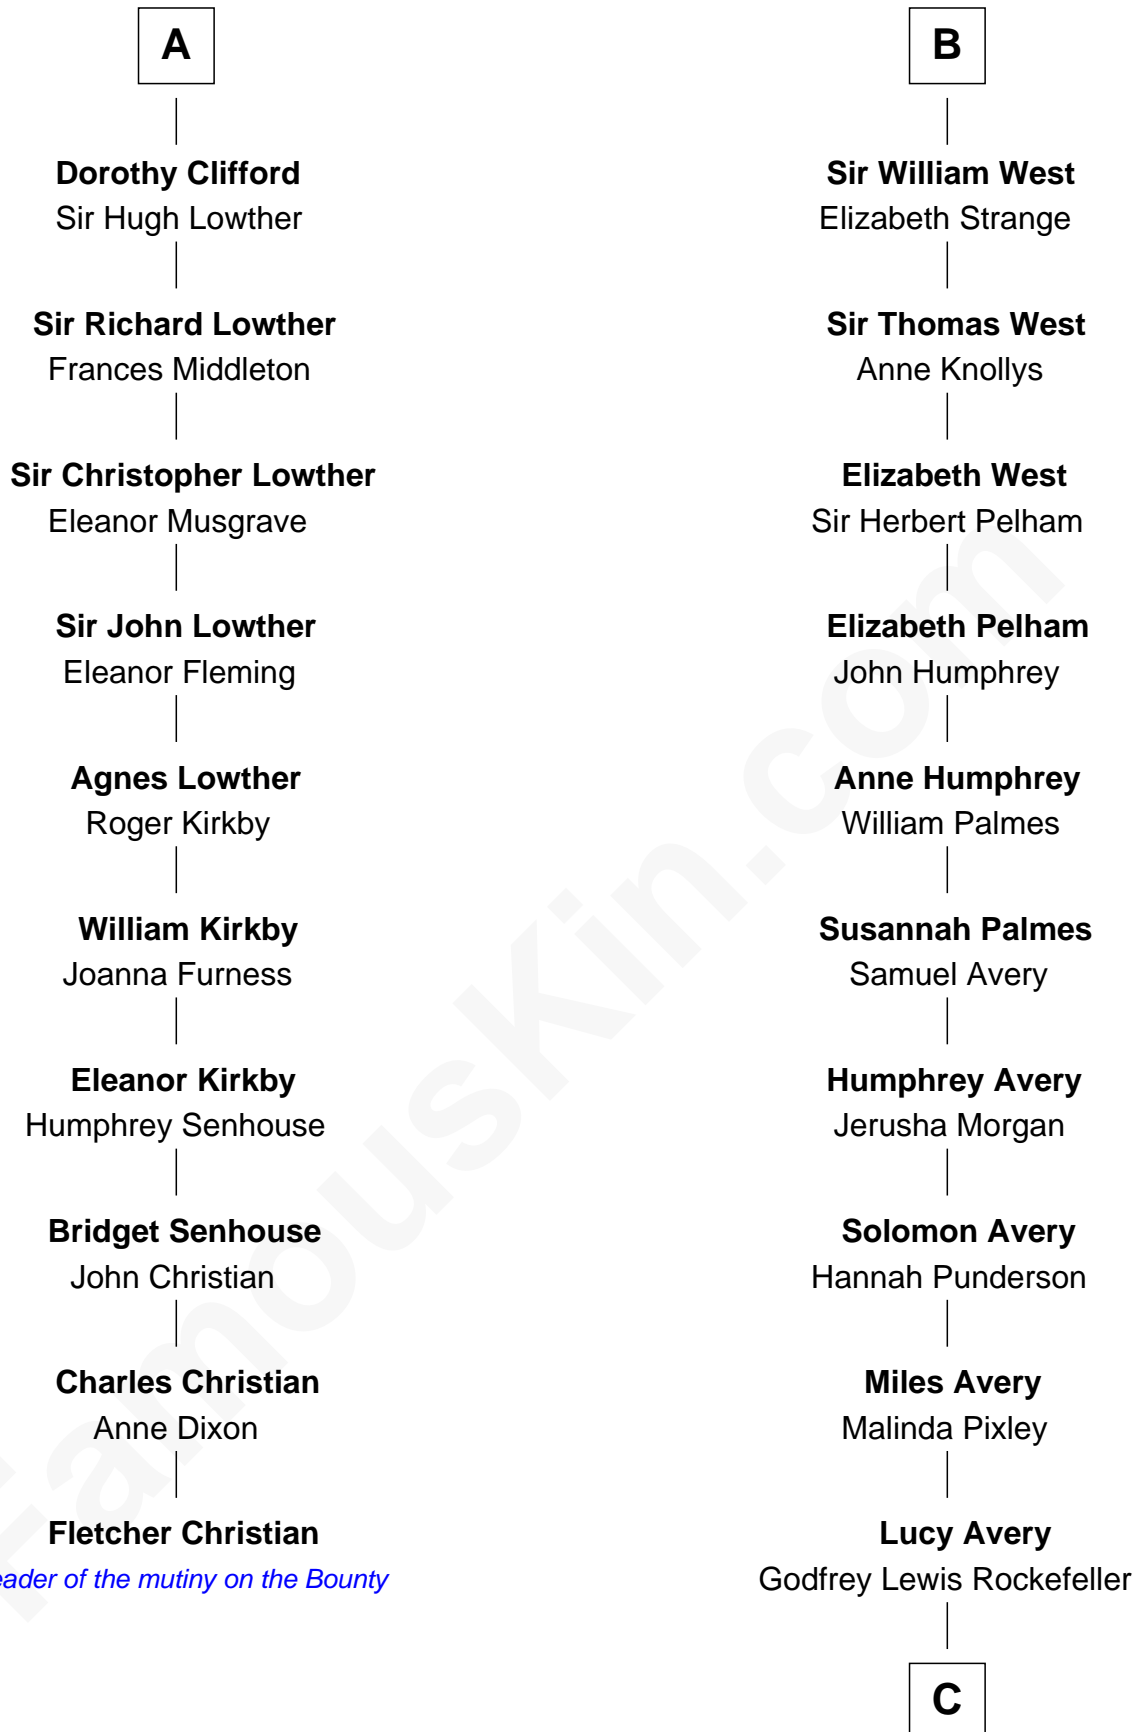 A
Dorothy Clifford
Sir Hugh Lowther
Sir Richard Lowther
Frances Middleton
Sir Christopher Lowther
Eleanor Musgrave
Sir John Lowther
Eleanor Fleming
Agnes Lowther
Roger Kirkby
William Kirkby
Joanna Furness
Eleanor Kirkby
Humphrey Senhouse
Bridget Senhouse
John Christian
Charles Christian
Anne Dixon
Fletcher Christian
eader of the mutiny on the Bounty
B
Sir William West
Elizabeth Strange
Sir Thomas West
Anne Knollys
Elizabeth West
Sir Herbert Pelham
Elizabeth Pelham
John Humphrey
Anne Humphrey
William Palmes
Susannah Palmes
Samuel Avery
Humphrey Avery
Jerusha Morgan
Solomon Avery
Hannah Punderson
Miles Avery
Malinda Pixley
Lucy Avery
Godfrey Lewis Rockefeller
C
FamousKin.com